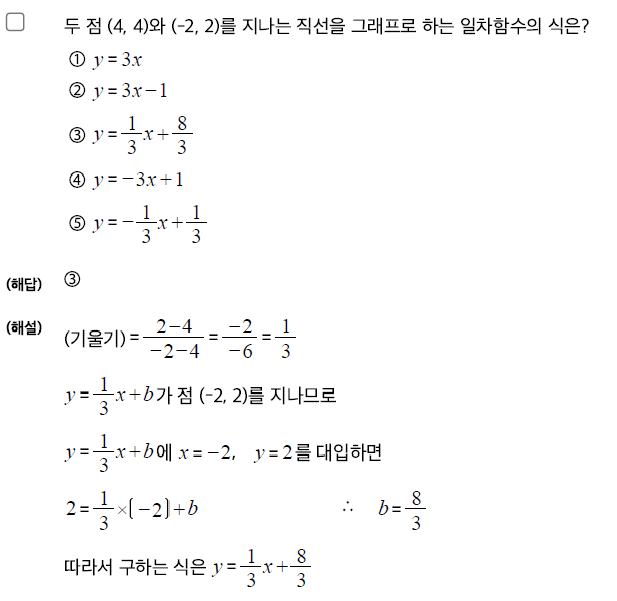 두 점 (4, 4)와 (-2, 2)를 지나는 직선을 그래프로 하는 일차함수의 식은?
① y=3x
② y=3x−1
③ y=1/3x+8/3
④ y=−3x+1
⑤ y=−1/3x+1/3
(해답) ③
(해설) (기울기)=2−4/−2−4=−2/−6=1/3
y=1/3x+b가 점 (-2, 2)를 지나므로
y=1/3x+b에 x=−2, y=2를 대입하면
2=1/3×(−2)+b ∴ b=8/3
따라서 구하는 식은 y=1/3x+8/3